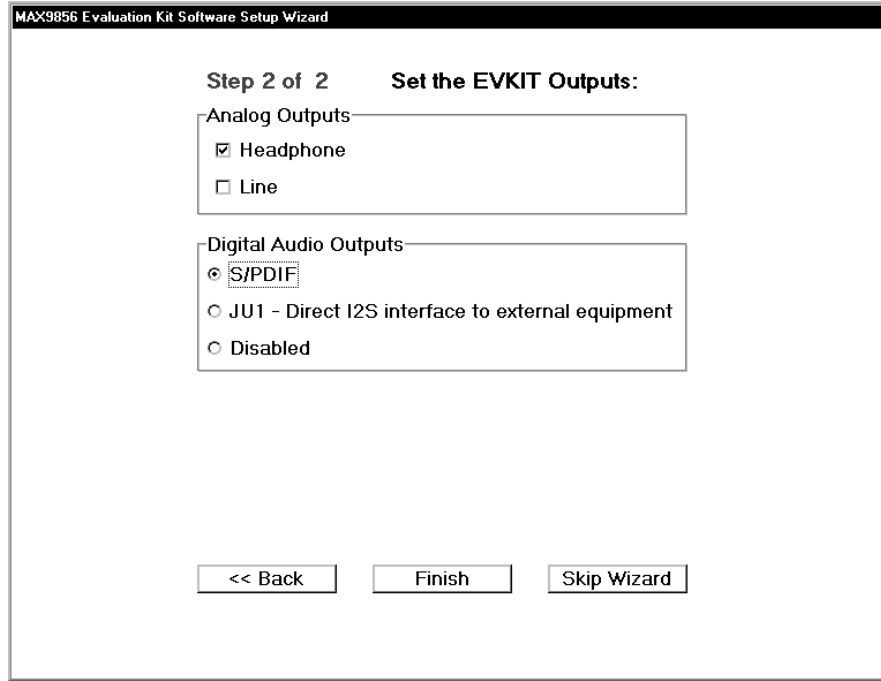 MAX9856 Evaluation Kit Software Setup Wizard
Step 2 of 2 Set the EVKIT Outputs:
Analog Outputs
Headphone
Line
Digital Audio Outputs
S/PDIF
JU1 - Direct I2S interface to external equipment
Disabled
<< Back Finish Skip Wizard